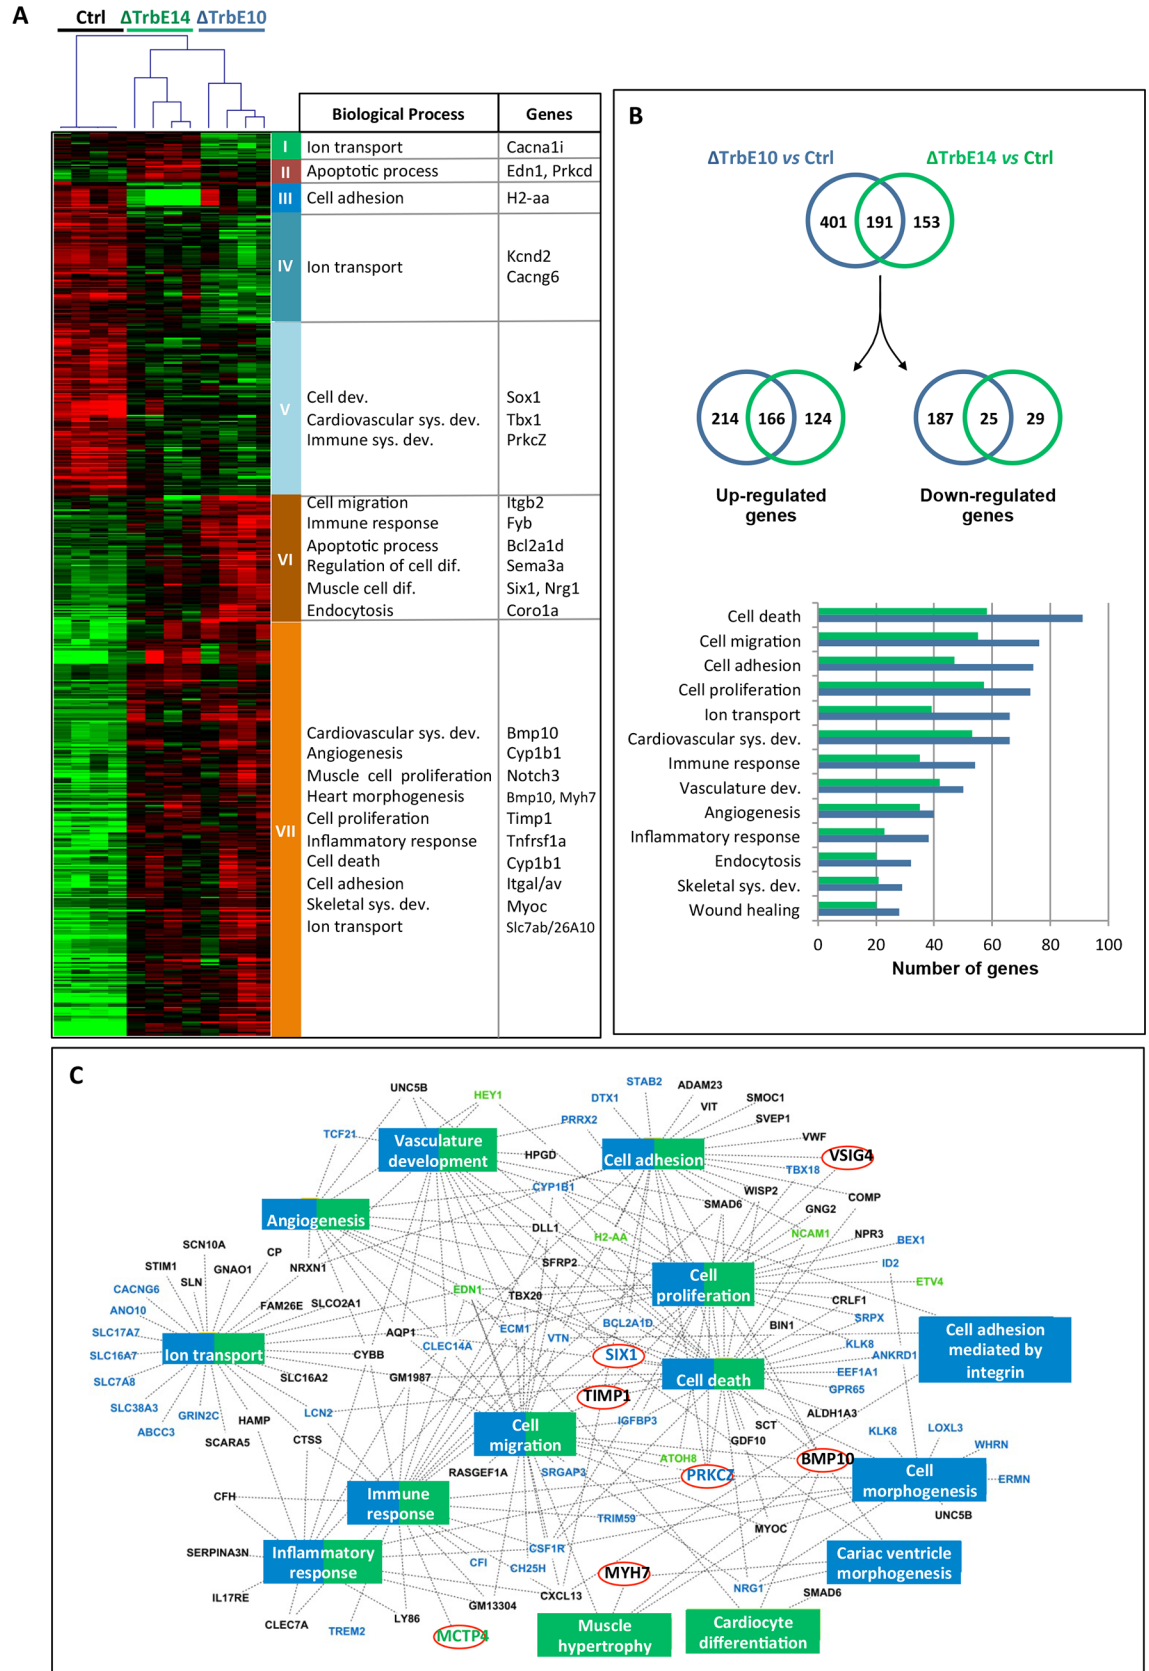 A
Ctrl ΔTrbE14 ΔTrbE10
Biological Process Genes
I Ion transport Cacna1i
II Apoptotic process Edn1, Prkcd
III Cell adhesion H2-aa
IV Ion transport Kcnd2
Cacng6
V
Cell dev. Sox1
Cardiovascular sys. dev. Tbx1
Immune sys. dev. PrkcZ
VI
Cell migration Itgb2
Immune response Fyb
Apoptotic process Bcl2a1d
Regulation of cell dif. Sema3a
Muscle cell dif. Six1, Nrg1
Endocytosis Coro1a
VII
Cardiovascular sys. dev. Bmp10
Angiogenesis Cyp1b1
Muscle cell proliferation Notch3
Heart morphogenesis Bmp10, Myh7
Cell proliferation Timp1
Inflammatory response Tnfrsf1a
Cell death Cyp1b1
Cell adhesion Itgal/av
Skeletal sys. dev. Myoc
Ion transport Slc7ab/26A10
B
ΔTrbE10 vs Ctrl ΔTrbE14 vs Ctrl
401 191 153
214 166 124
187 25 29
Up-regulated
genes
Down-regulated
genes
Cell death
Cell migration
Cell adhesion
Cell proliferation
Ion transport
Cardiovascular sys. dev.
Immune response
Vasculature dev.
Angiogenesis
Inflammatory response
Endocytosis
Skeletal sys. dev.
Wound healing
0 20 40 60 80 100
Number of genes
C
UNC5B
HEY1
STAB2
ADAM23
DTX1
VIT
SMOC1
PRRX2
SVEP1
TCF21
Vasculature
development
HPGD
Cell adhesion
VWF
VSIG4
TBX18
CYP1B1
WISP2
COMP
SMAD6
GNG2
Angiogenesis
DLL1
H2-AA
NCAM1
NPR3
BEX1
SCN10A
CP
STIM1
GNAO1
NRXN1
SFRP2
ID2
SLN
Cell
proliferation
ETV4
CACNG6
EDN1
TBX20
ANO10
FAM26E
SLCO2A1
CRLF1
SRPX
SLC17A7
AQP1
ECM1
VTN
BCL2A1D
BIN1
Cell adhesion
mediated by
integrin
Ion transport
CYBB
CLEC14A
KLK8
SLC16A7
SIX1
ANKRD1
SLC7A8
SLC16A2
GM1987
Cell death
EEF1A1
GPR65
SLC38A3
GRIN2C
HAMP
LCN2
TIMP1
ALDH1A3
ABCC3
SCARA5
CTSS
Cell
migration
IGFBP3
SCT
GDF10
KLK8
LOXL3
WHRN
ATOH8
BMP10
RASGEF1A
SRGAP3
PRKCZ
Cell
morphogenesis
ERMN
CFH
Immune
response
UNC5B
TRIM59
MYOC
SERPINA3N
Inflammatory
response
CSF1R
CFI
CH25H
MYH7
Cariac ventricle
morphogenesis
NRG1
SMAD6
IL17RE
GM13304
CXCL13
CLEC7A
TREM2
LY86
MCTP4
Muscle
hypertrophy
Cardiocyte
differentiation